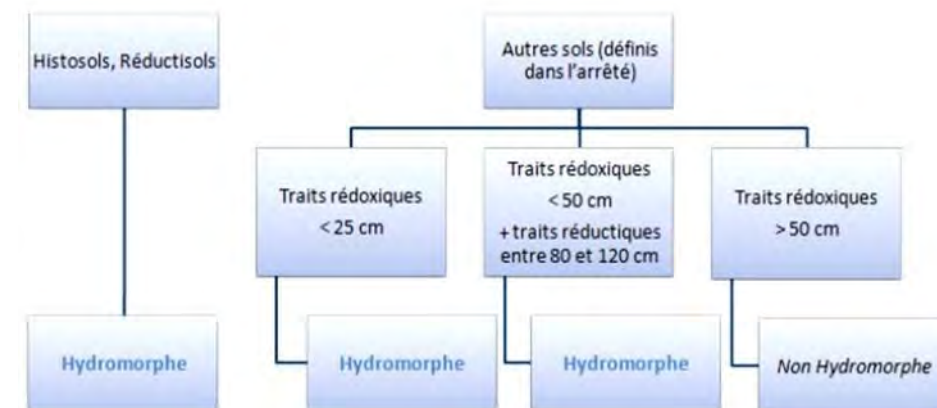 Histosols, Réductisols
Autres sols (définis
dans l'arrêté)
Traits rédoxiques
< 25 cm
Traits rédoxiques
< 50 cm
+ traits réductiques
entre 80 et 120 cm
Traits rédoxiques
> 50 cm
Hydromorphe
Hydromorphe
Hydromorphe
Non Hydromorphe